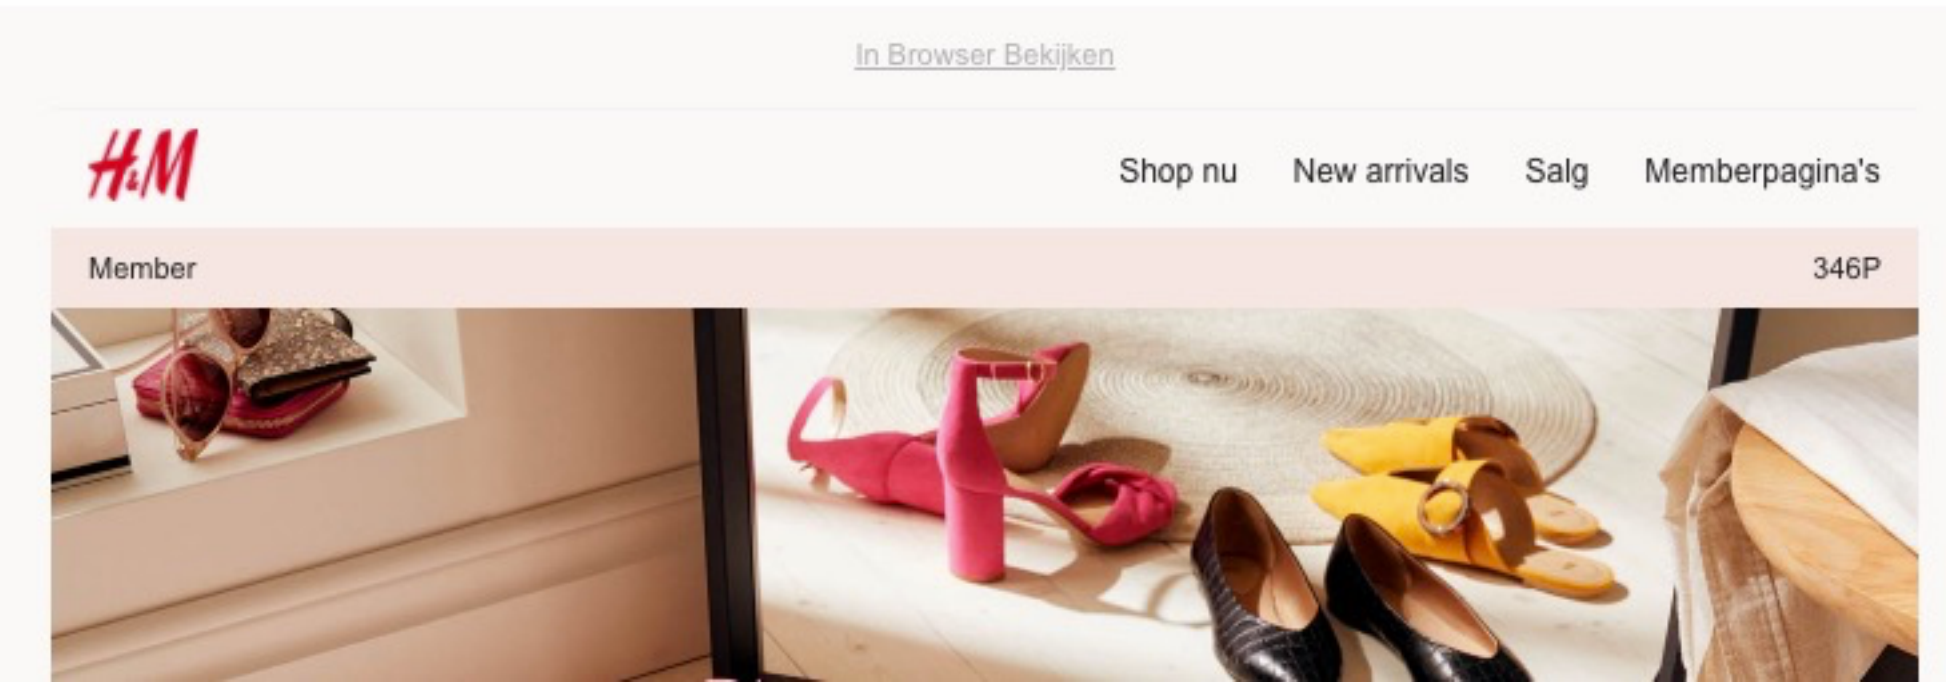 In Browser Bekijken
H&M
Shop nu New arrivals Salg Memberpagina's
Member 346P